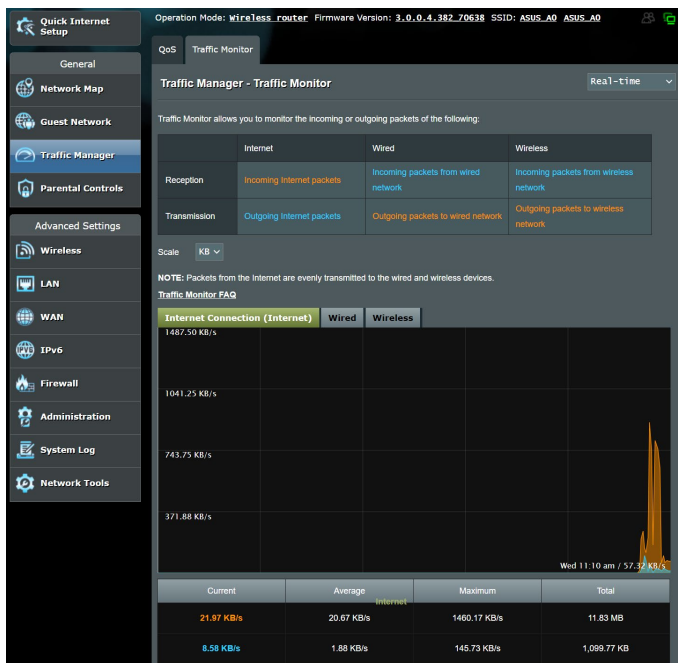 Quick Internet
Setup
General
Network Map
Guest Network
Traffic Manager
Parental Controls
Advanced Settings
Wireless
LAN
WAN
IPv6
IPv6
Firewall
Administration
System Log
Network Tools
Operation Mode: Wireless router Firmware Version: 3.0.0.4.382_70638 SSID: ASUS_A0 ASUS_A0
QoS Traffic Monitor
Traffic Manager - Traffic Monitor Real-time
Traffic Monitor allows you to monitor the incoming or outgoing packets of the following:
Internet Wired Wireless
Reception
Incoming Internet packets
Incoming packets from wired
network
Incoming packets from wireless
network
Transmission
Outgoing Internet packets
Outgoing packets to wired network
Outgoing packets to wireless
network
Scale KB
NOTE: Packets from the Internet are evenly transmitted to the wired and wireless devices.
Traffic Monitor FAQ
Internet Connection (Internet) Wired Wireless
1487.50 KB/s
1041.25 KB/s
743.75 KB/s
371.88 KB/s
Wed 11:10 am / 57.32 KB/s
Current Average Maximum Total
Internet
21.97 KB/s 20.67 KB/s 1460.17 KB/s 11.83 MB
8.58 KB/s 1.88 KB/s 145.73 KB/s 1,099.77 KB